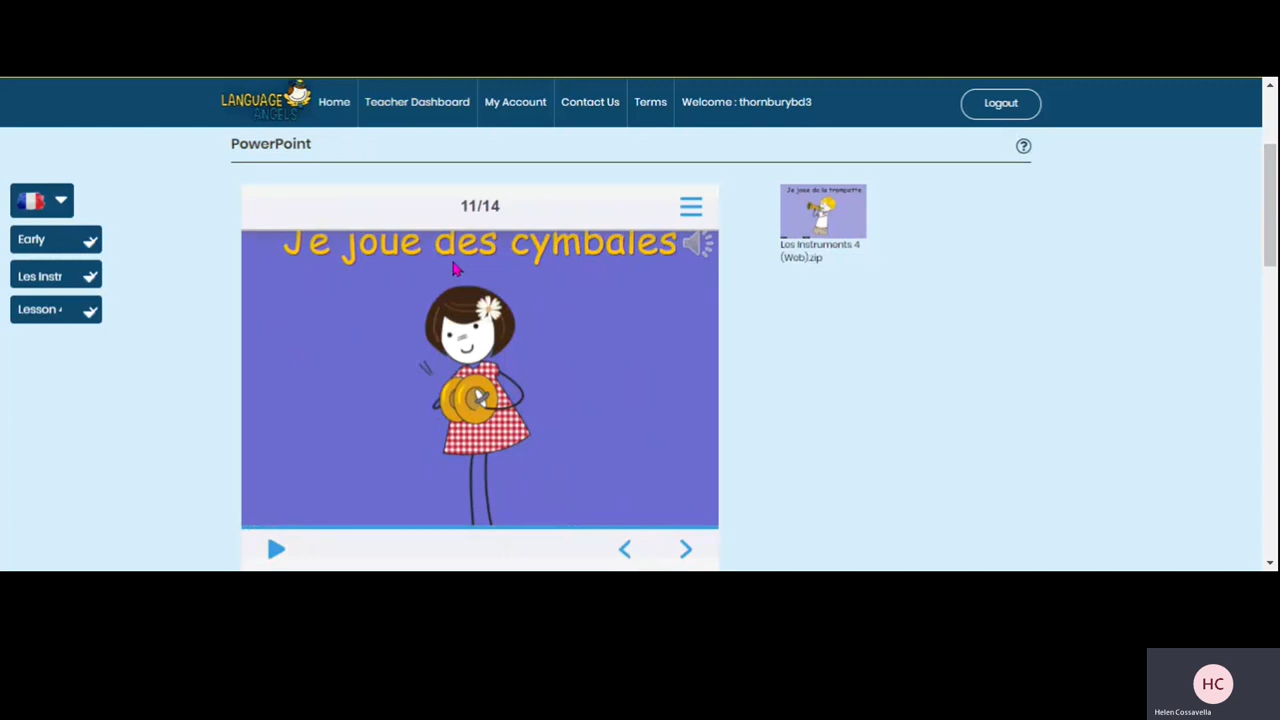 LANGUAGE ANGELS
Home
Teacher Dashboard
My Account
Contact Us
Terms
Welcome : thornburybd3
Logout
PowerPoint
?
11/14
Early
Les Instr
Lesson 4
Je joue des cymbales
Je joue de la trompette
Les Instruments 4
(Web).zip
HC
Helen Cossavella